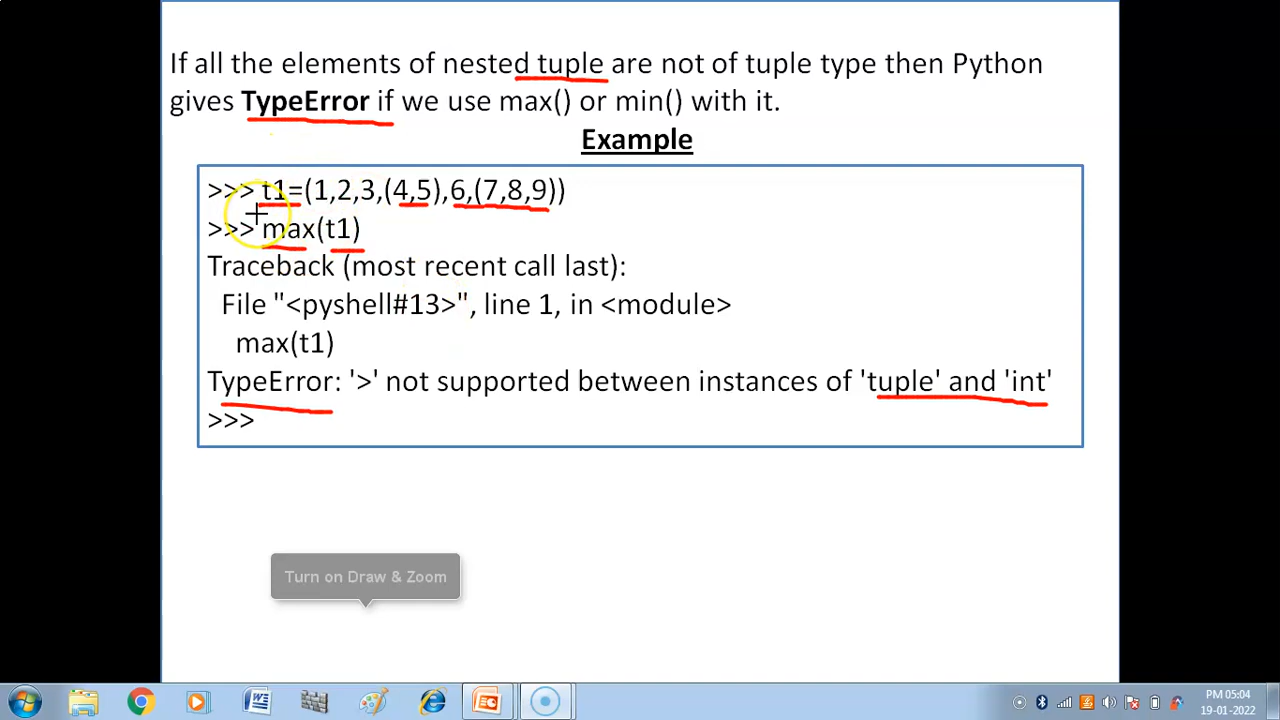 If all the elements of nested tuple are not of tuple type then Python
gives TypeError if we use max() or min() with it.
Example
>>> t1=(1,2,3,(4,5),6,(7,8,9))
>>> max(t1)
Traceback (most recent call last):
File "<pyshell#13>", line 1, in <module>
max(t1)
TypeError: '>' not supported between instances of 'tuple' and 'int'
>>>
Turn on Draw & Zoom
PM 05:04
19-01-2022